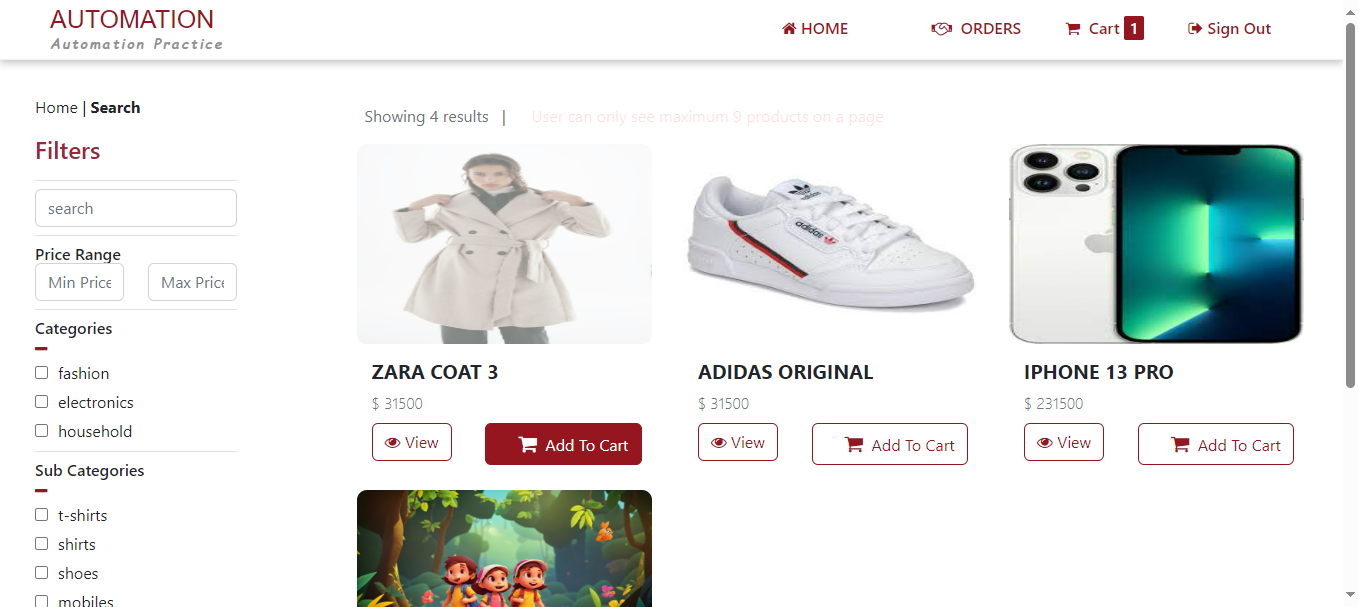 AUTOMATION
Automation Practice
HOME
ORDERS
Cart 1
Sign Out
Home | Search
Filters
search
Price Range
Min Price
Max Price
Categories
fashion
electronics
household
Sub Categories
t-shirts
shirts
shoes
mobiles
Showing 4 results |
User can only see maximum 9 products on a page
ZARA COAT 3
$ 31500
View
Add To Cart
adidas
ADIDAS ORIGINAL
$ 31500
View
Add To Cart
IPHONE 13 PRO
$ 231500
View
Add To Cart